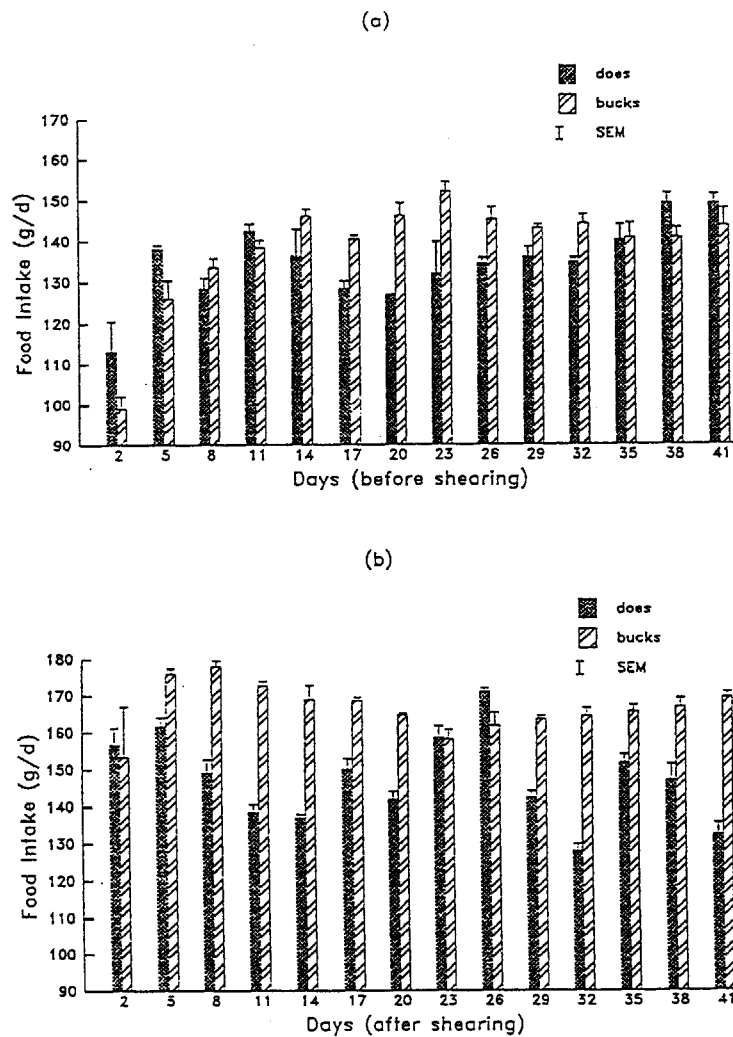 (a)
does
bucks
SEM
170
160
150
140
130
120
110
100
90
Food Intake (g/d)
2 5 8 11 14 17 20 23 26 29 32 35 38 41
Days (before shearing)
(b)
does
bucks
SEM
180
170
160
150
140
130
120
110
100
90
Food Intake (g/d)
2 5 8 11 14 17 20 23 26 29 32 35 38 41
Days (after shearing)